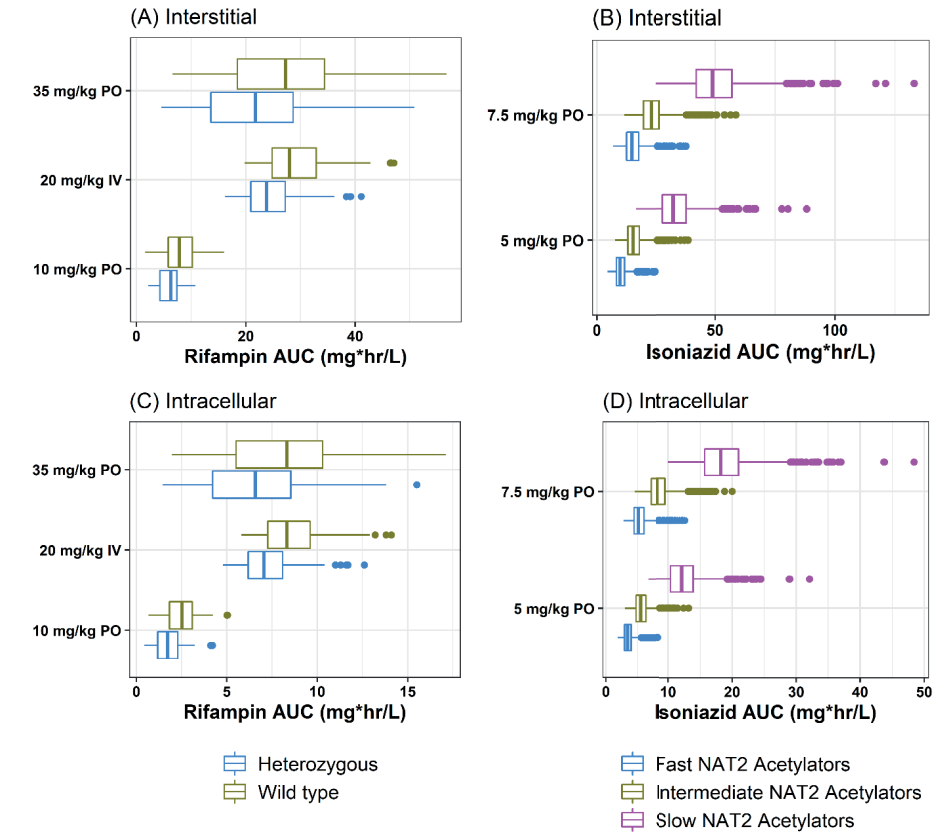 (A) Interstitial
35 mg/kg PO
20 mg/kg IV
10 mg/kg PO
0 20 40
Rifampin AUC (mg*hr/L)
(B) Interstitial
7.5 mg/kg PO
5 mg/kg PO
0 50 100
Isoniazid AUC (mg*hr/L)
(C) Intracellular
35 mg/kg PO
20 mg/kg IV
10 mg/kg PO
0 5 10 15
Rifampin AUC (mg*hr/L)
(D) Intracellular
7.5 mg/kg PO
5 mg/kg PO
0 10 20 30 40 50
Isoniazid AUC (mg*hr/L)
Heterozygous
Wild type
Fast NAT2 Acetylators
Intermediate NAT2 Acetylators
Slow NAT2 Acetylators